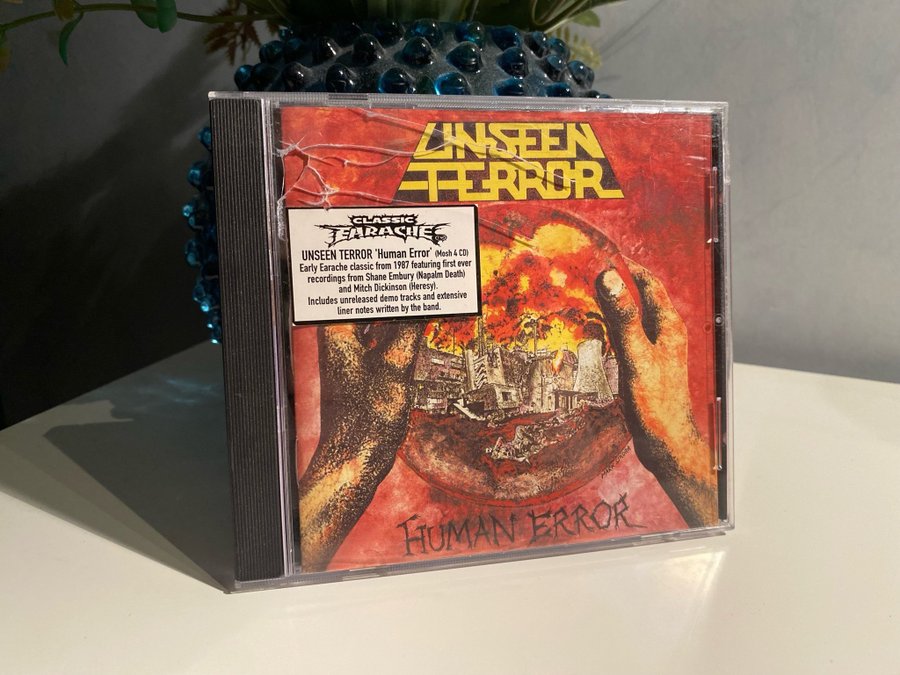 UNSEEN
TERROR
CLASSIC
EARACHE
UNSEEN TERROR 'Human Error' (Mosh 4 CD)
Early Earache classic from 1987 featuring first ever
recordings from Shane Embury (Napalm Death)
and Mitch Dickinson (Heresy).
Includes unreleased demo tracks and extensive
liner notes written by the band.
HUMAN ERROR